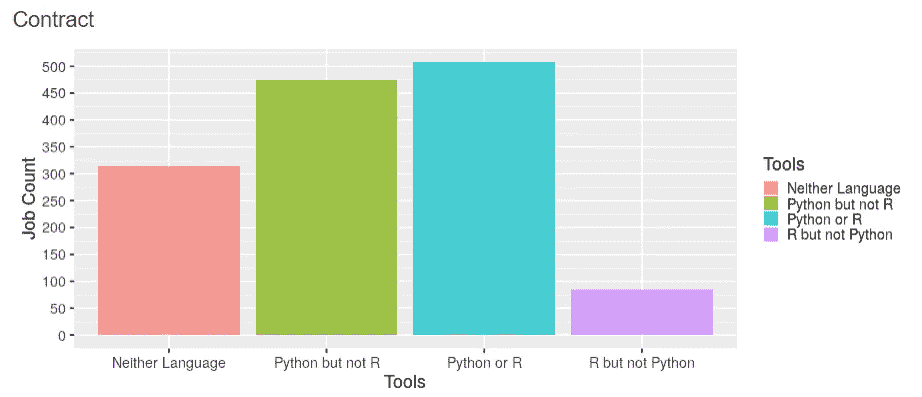 Contract
500
450
400
350
300
250
200
150
100
50
0
Job Count
Neither Language
Python but not R
Python or R
R but not Python
Tools
Tools
Neither Language
Python but not R
Python or R
R but not Python